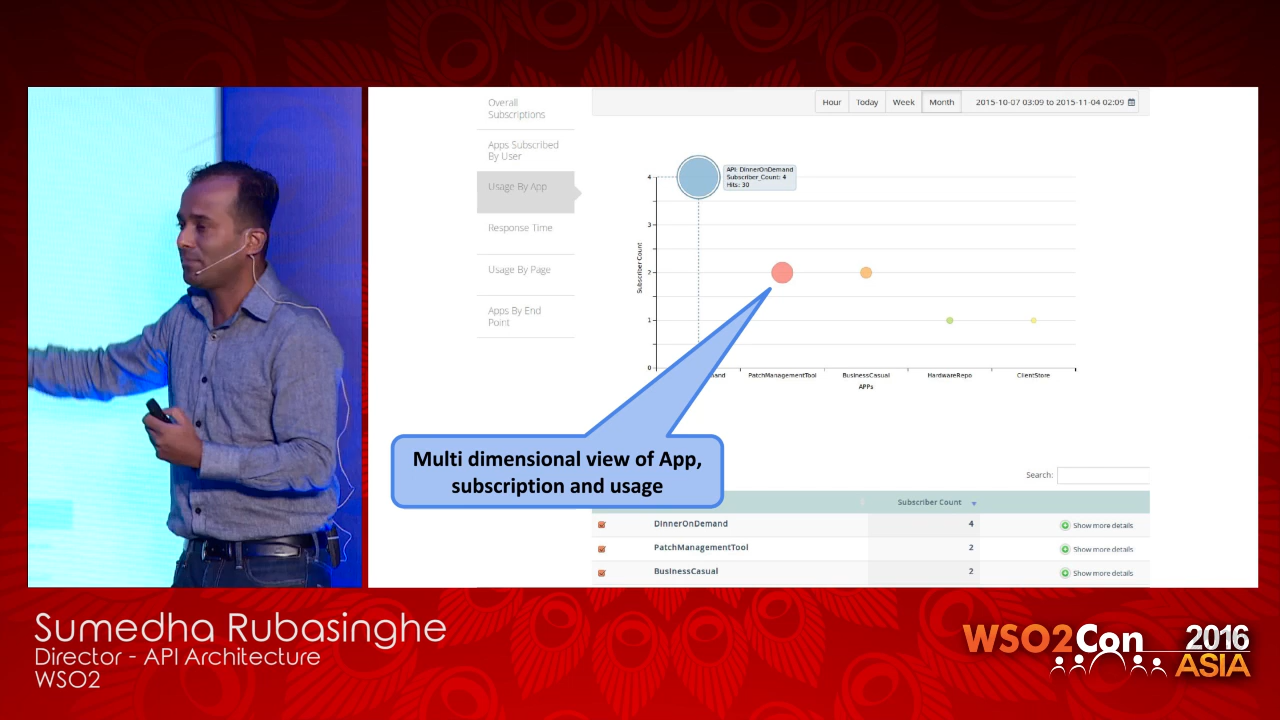 Overall
Subscriptions
Apps Subscribed
By User
Usage By App
Response Time
Usage By Page
Apps By End
Point
Hour Today Week Month 2015-10-07 03:09 to 2015-11-04 02:09
API: DinnerOnDemand
Subscriber_Count: 4
Hits: 30
4
3
2
1
0
Subscriber Count
mand PatchManagementTool BusinessCasual HardwareRepo ClientStore
APPs
Multi dimensional view of App,
subscription and usage
Search:
Subscriber Count
DinnerOnDemand 4 Show more details
PatchManagementTool 2 Show more details
BusinessCasual 2 Show more details
Sumedha Rubasinghe
Director - API Architecture
WSO2
WSO2Con 2016
ASIA